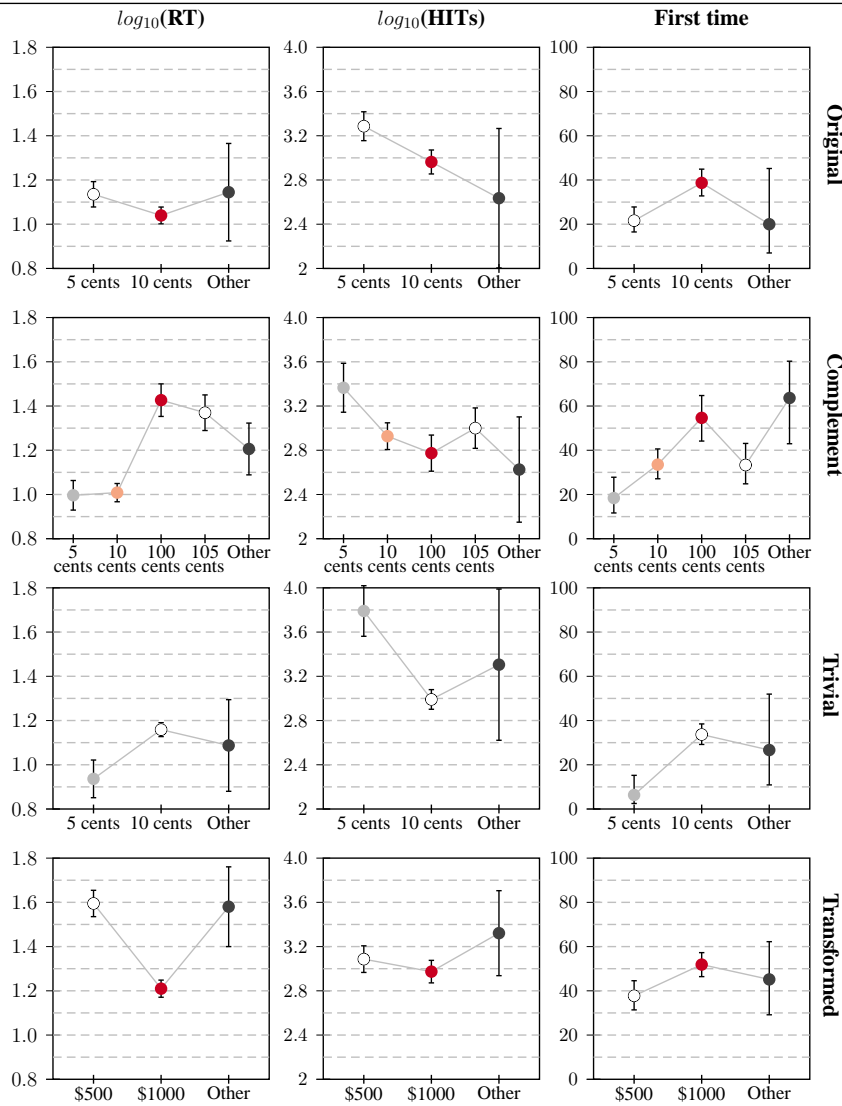 log₁₀(RT) log₁₀(HITs) First time
1.8 1.6 1.4 1.2 1.0 0.8
5 cents 10 cents Other
4.0 3.6 3.2 2.8 2.4 2
5 cents 10 cents Other
100 80 60 40 20 0
5 cents 10 cents Other
Original
1.8 1.6 1.4 1.2 1.0 0.8
5 10 100 105 Other
cents cents cents cents
4.0 3.6 3.2 2.8 2.4 2
5 10 100 105 Other
cents cents cents cents
100 80 60 40 20 0
5 10 100 105 Other
cents cents cents cents
Complement
1.8 1.6 1.4 1.2 1.0 0.8
5 cents 10 cents Other
4.0 3.6 3.2 2.8 2.4 2
5 cents 10 cents Other
100 80 60 40 20 0
5 cents 10 cents Other
Trivial
1.8 1.6 1.4 1.2 1.0 0.8
$500 $1000 Other
4.0 3.6 3.2 2.8 2.4 2
$500 $1000 Other
100 80 60 40 20 0
$500 $1000 Other
Transformed